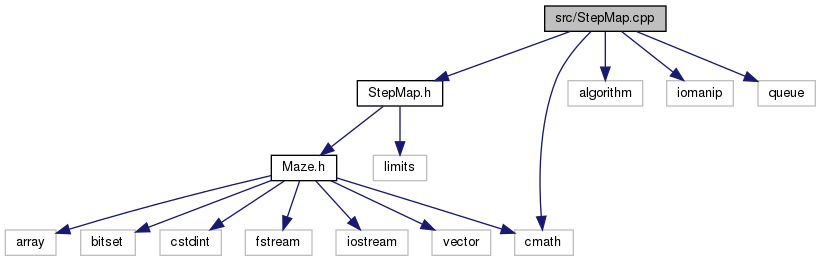 src/StepMap.cpp
StepMap.h
algorithm
iomanip
queue
Maze.h
limits
array
bitset
cstdint
fstream
iostream
vector
cmath